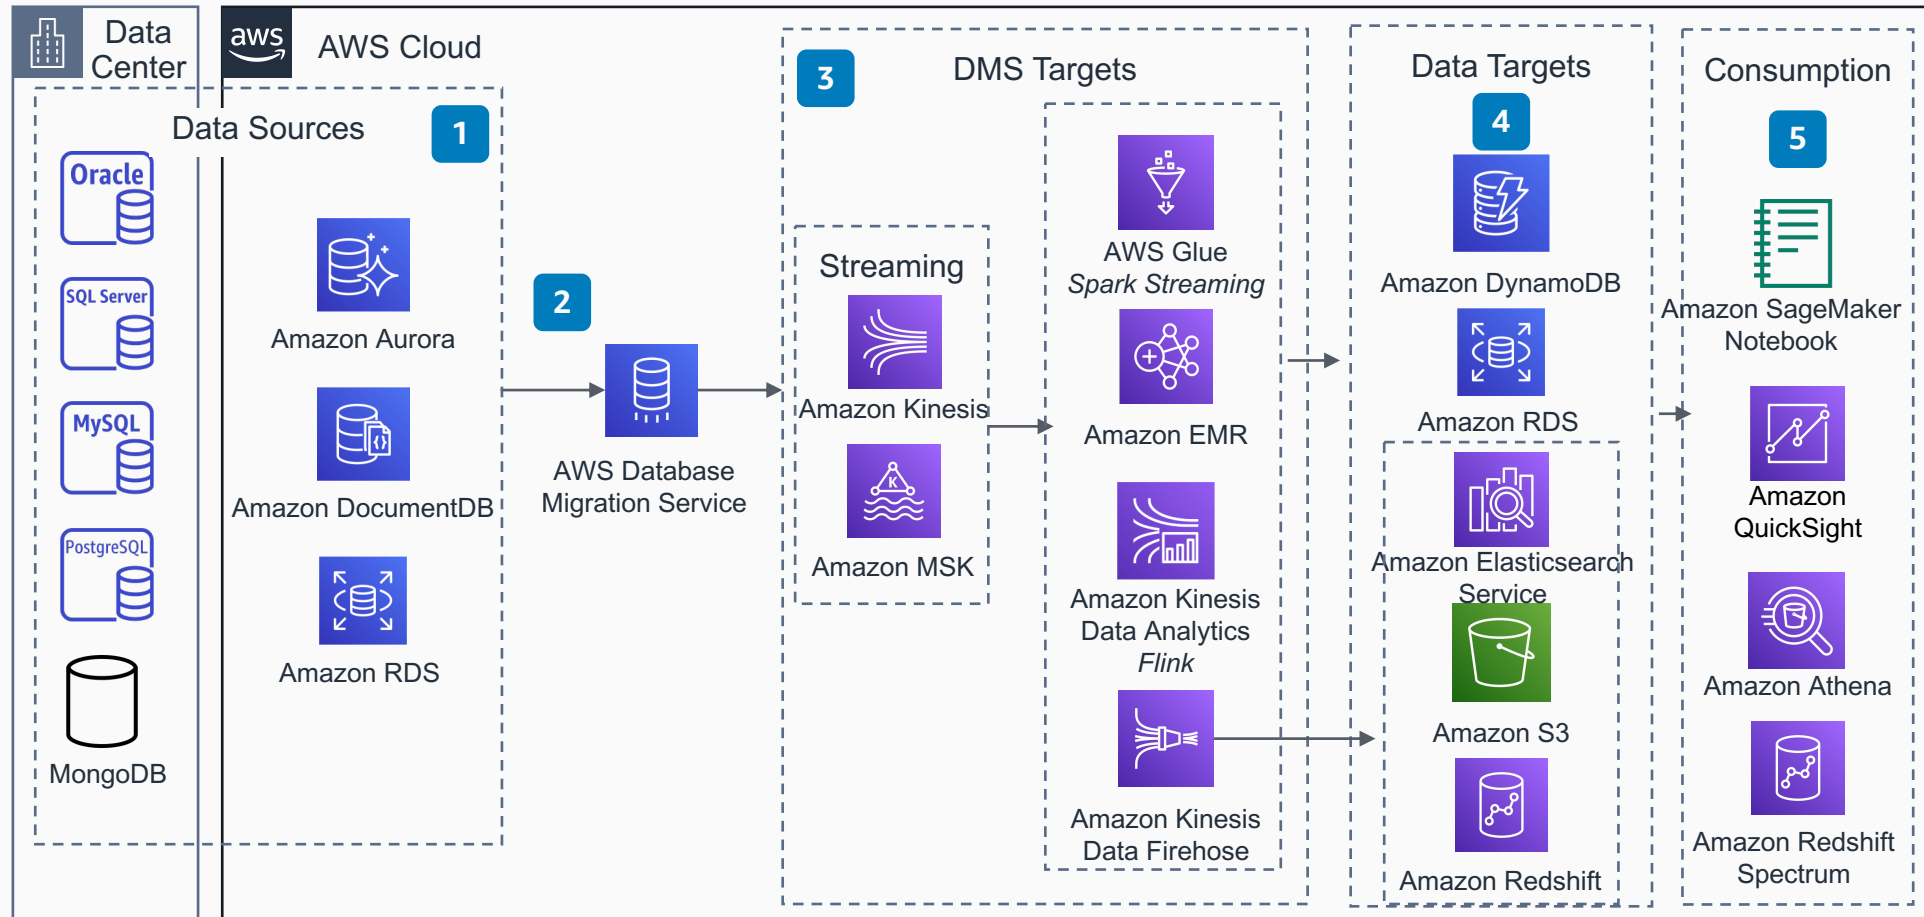 Data
Center
aws
AWS Cloud
Data Sources
1
Oracle
SQL Server
MySQL
PostgreSQL
MongoDB
Amazon Aurora
Amazon DocumentDB
Amazon RDS
2
AWS Database
Migration Service
3
DMS Targets
Streaming
Amazon Kinesis
K
Amazon MSK
AWS Glue
Spark Streaming
Amazon EMR
Amazon Kinesis
Data Analytics
Flink
Amazon Kinesis
Data Firehose
Data Targets
4
Amazon DynamoDB
Amazon RDS
Amazon Elasticsearch
Service
Amazon S3
Amazon Redshift
Consumption
5
Amazon SageMaker
Notebook
Amazon
QuickSight
Amazon Athena
Amazon Redshift
Spectrum